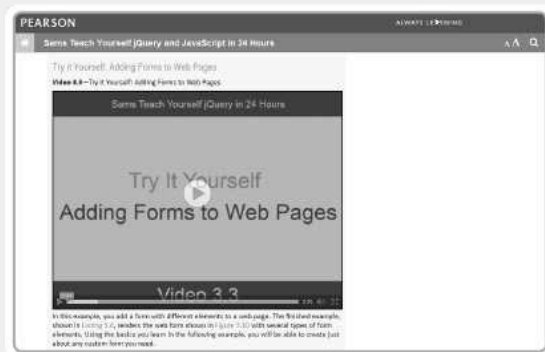 PEARSON
ALWAYS LEARNING
Sams Teach Yourself jQuery and JavaScript in 24 Hours
A A
Try it Yourself: Adding Forms to Web Pages
Video 3.3—Try it Yourself: Adding Forms to Web Pages
Sams Teach Yourself jQuery in 24 Hours
Try It Yourself
Adding Forms to Web Pages
Video 3.3
In this example, you add a form with different elements to a web page. The finished example,
shown in Listing 3.4, renders the web form shown in Figure 3.10 with several types of form
elements. Using the basics you learn in the following example, you will be able to create just
about any custom form you need.